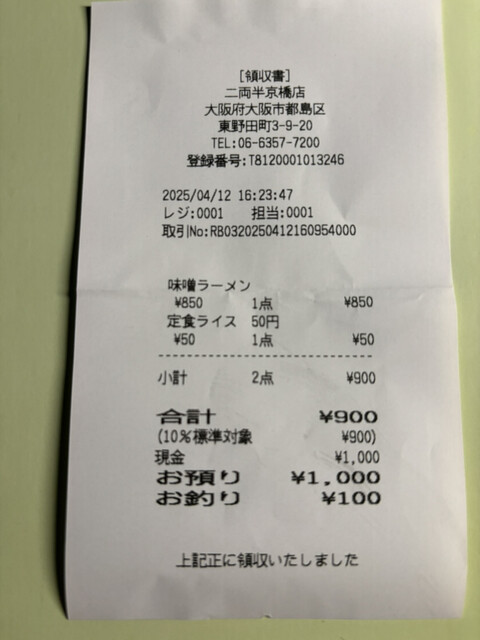 [領収書]
二両半京橋店
大阪府大阪市都島区
東野田町3-9-20
TEL:06-6357-7200
登録番号:T8120001013246
2025/04/12 16:23:47
レジ:0001 担当:0001
取引No:RB0320250412160954000
味噌ラーメン
¥850 1点 ¥850
定食ライス 50円
¥50 1点 ¥50
小計 2点 ¥900
合計 ¥900
(10%標準対象 ¥900)
現金 ¥1,000
お預り ¥1,000
お釣り ¥100
上記正に領収いたしました